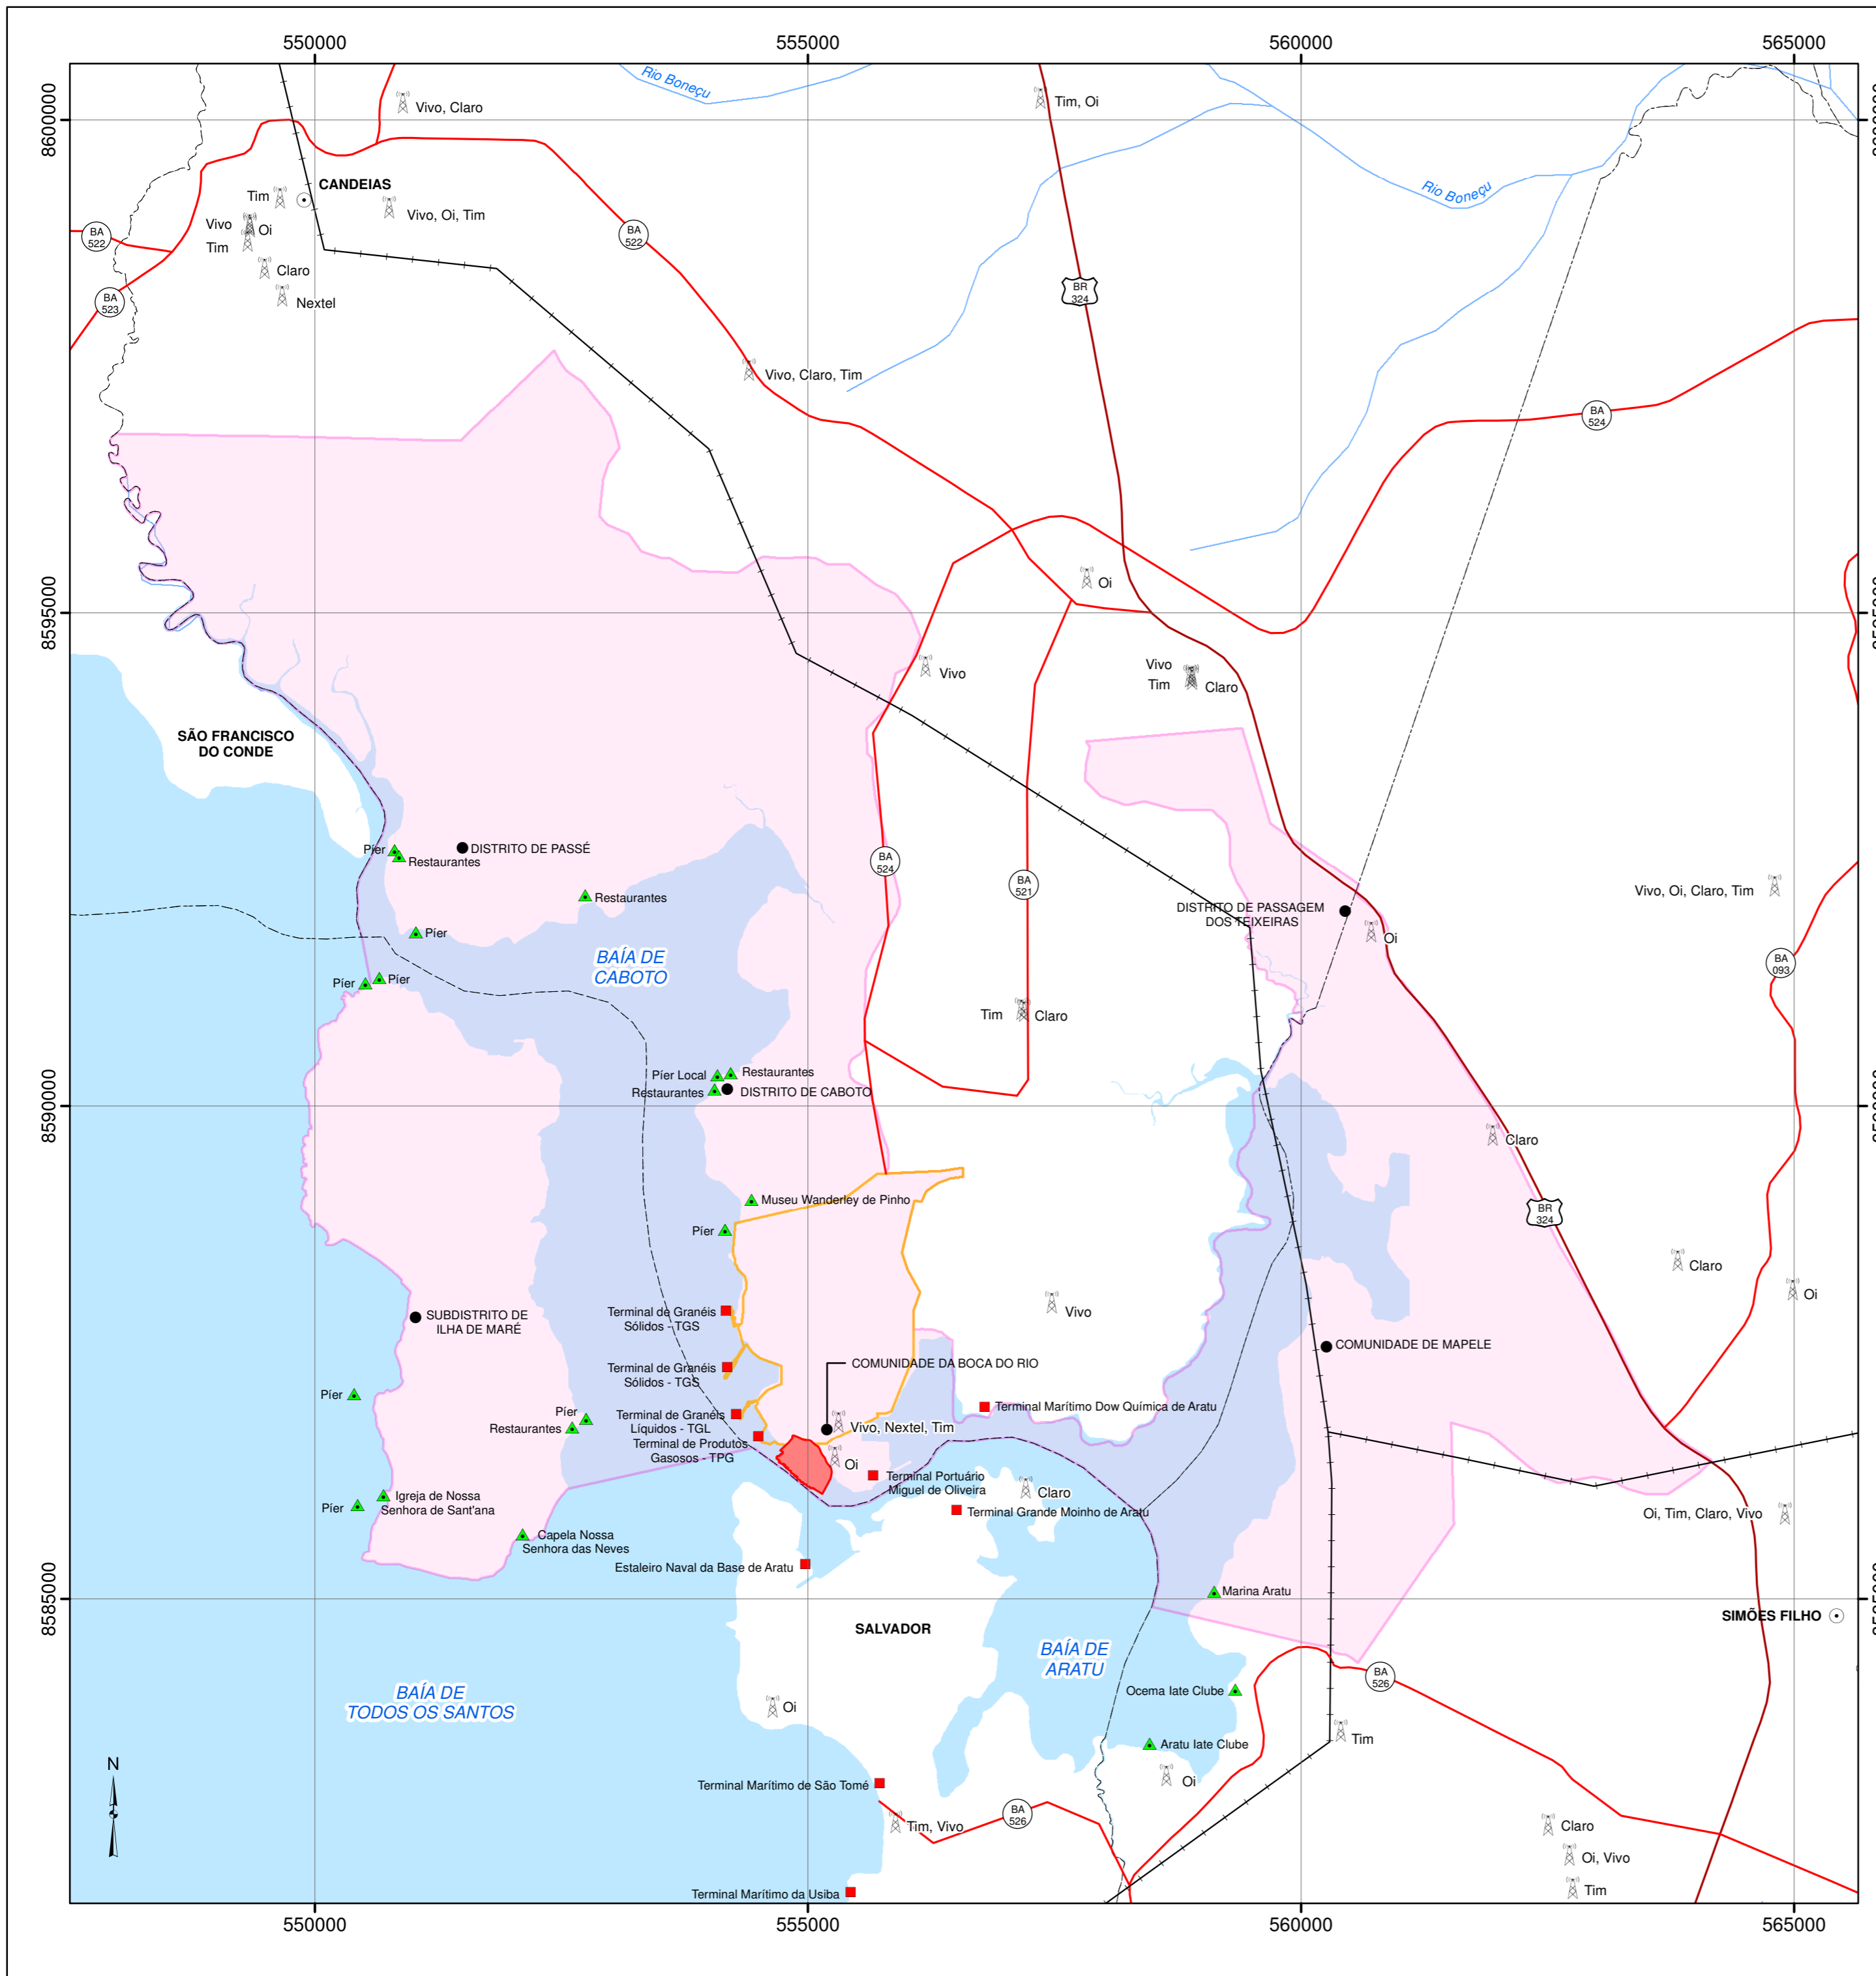 550000
555000
560000
565000
8600000
8595000
8590000
8585000
Rio Boneçu
Vivo, Claro
Tim, Oi
CANDEIAS
Tim
Vivo, Oi, Tim
Vivo
Oi
Tim
Claro
Nextel
BA
522
BA
523
BA
522
BR
324
Rio Boneçu
Vivo, Claro, Tim
BA
524
Oi
Vivo
Vivo
Tim
Claro
SÃO FRANCISCO
DO CONDE
Píer
Restaurantes
DISTRITO DE PASSÉ
Restaurantes
BA
524
BA
521
Vivo, Oi, Claro, Tim
DISTRITO DE PASSAGEM
DOS TEIXEIRAS
Oi
Píer
BAÍA DE
CABOTO
BA
093
Píer
Píer
Tim
Claro
Píer Local
Restaurantes
Restaurantes
DISTRITO DE CABOTO
Claro
Museu Wanderley de Pinho
Píer
BR
324
Claro
Oi
Vivo
Terminal de Granéis
Sólidos - TGS
SUBDISTRITO DE
ILHA DE MARÉ
COMUNIDADE DE MAPELE
COMUNIDADE DA BOCA DO RIO
Terminal de Granéis
Sólidos - TGS
Píer
Píer
Restaurantes
Terminal de Granéis
Líquidos - TGL
Terminal de Produtos
Gasosos - TPG
Vivo, Nextel, Tim
Oi
Terminal Marítimo Dow Química de Aratu
Terminal Portuário
Miguel de Oliveira
Claro
Terminal Grande Moinho de Aratu
Igreja de Nossa
Senhora de Sant'ana
Píer
Capela Nossa
Senhora das Neves
Oi, Tim, Claro, Vivo
Estaleiro Naval da Base de Aratu
Marina Aratu
SIMÕES FILHO
SALVADOR
BAÍA DE
ARATU
BA
526
Ocema Iate Clube
BAÍA DE
TODOS OS SANTOS
Oi
Tim
Aratu Iate Clube
Oi
N
Terminal Marítimo de São Tomé
Tim, Vivo
BA
526
Claro
Oi, Vivo
Tim
Terminal Marítimo da Usiba
550000
555000
560000
565000